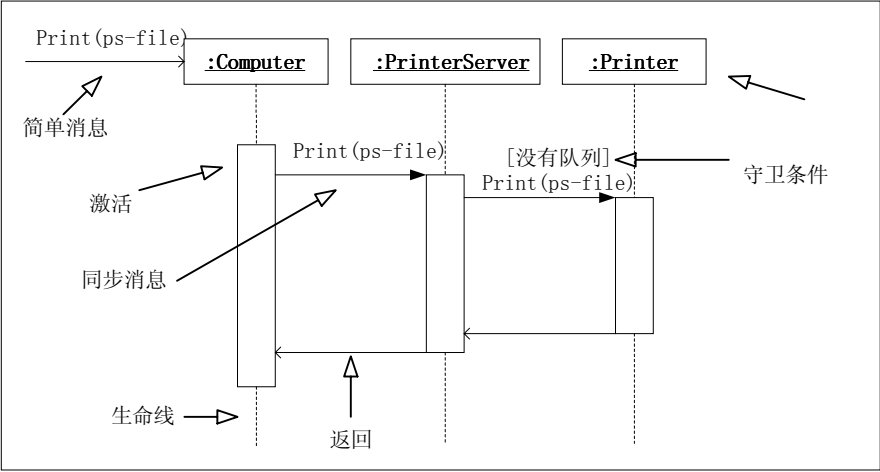 Print(ps-file)
:Computer
:PrinterServer
:Printer
简单消息
Print(ps-file)
[没有队列]
Print(ps-file)
守卫条件
激活
同步消息
生命线
返回